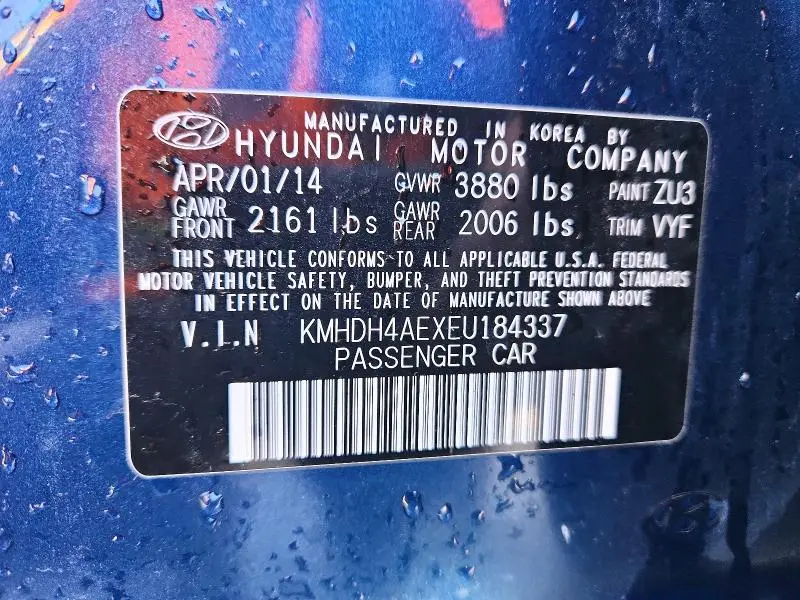 MANUFACTURED IN KOREA BY
HYUNDAI MOTOR COMPANY
APR/01/14 GVWR 3880 lbs PAINT ZU3
GAWR FRONT 2161 lbs GAWR REAR 2006 lbs TRIM VYF
THIS VEHICLE CONFORMS TO ALL APPLICABLE U.S.A. FEDERAL
MOTOR VEHICLE SAFETY, BUMPER, AND THEFT PREVENTION STANDARDS
IN EFFECT ON THE DATE OF MANUFACTURE SHOWN ABOVE
V.I.N KMHDH4AEXEU184337
PASSENGER CAR